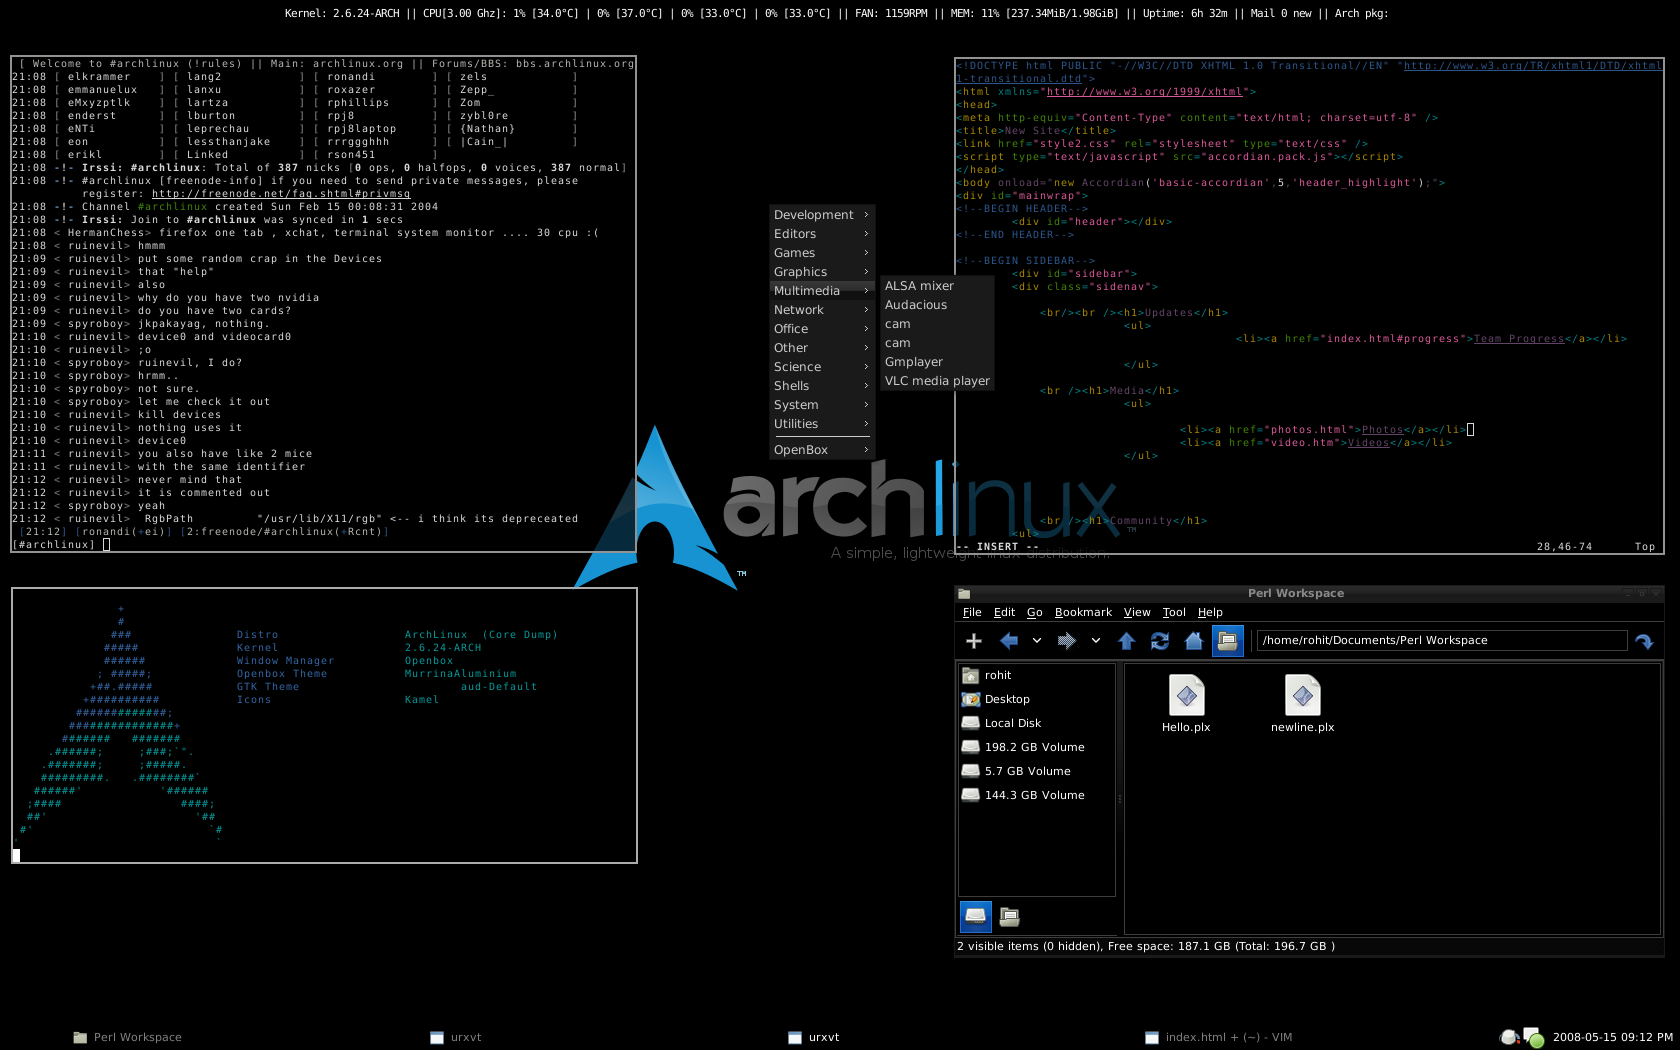 Kernel: 2.6.24-ARCH || CPU[3.00 Ghz]: 1% [34.0°C] | 0% [37.0°C] | 0% [33.0°C] | 0% [33.0°C] || FAN: 1159RPM || MEM: 11% [237.34MiB/1.98GiB] || Uptime: 6h 32m || Mail 0 new || Arch pkg:
[ Welcome to #archlinux (!rules) || Main: archlinux.org || Forums/BBS: bbs.archlinux.org
21:08 [ elkrammer ] [ lang2 ] [ ronandi ] [ zels ]
21:08 [ emmanuelux ] [ lanxu ] [ roxazer ] [ Zepp_ ]
21:08 [ eMxyzptlk ] [ lartza ] [ rphillips ] [ Zom ]
21:08 [ enderst ] [ lburton ] [ rpj8 ] [ zybl0re ]
21:08 [ eNTi ] [ leprechau ] [ rpj8laptop ] [ {Nathan} ]
21:08 [ eon ] [ lessthanjake ] [ rrrggghhh ] [ |Cain_| ]
21:08 [ erikl ] [ Linked ] [ rson451 ]
21:08 -!- Irssi: #archlinux: Total of 387 nicks [0 ops, 0 halfops, 0 voices, 387 normal]
21:08 -!- #archlinux [freenode-info] if you need to send private messages, please
register: http://freenode.net/faq.shtml#privmsg
21:08 -!- Channel #archlinux created Sun Feb 15 00:08:31 2004
21:08 -!- Irssi: Join to #archlinux was synced in 1 secs
21:08 < HermanChess> firefox one tab , xchat, terminal system monitor .... 30 cpu :(
21:08 < ruinevil> hmmm
21:09 < ruinevil> put some random crap in the Devices
21:09 < ruinevil> that "help"
21:09 < ruinevil> also
21:09 < ruinevil> why do you have two nvidia
21:09 < ruinevil> do you have two cards?
21:09 < spyroboy> jkpakayag, nothing.
21:10 < ruinevil> device0 and videocard0
21:10 < ruinevil> ;o
21:10 < spyroboy> ruinevil, I do?
21:10 < spyroboy> hrmm..
21:10 < spyroboy> not sure.
21:10 < spyroboy> let me check it out
21:10 < ruinevil> kill devices
21:10 < ruinevil> nothing uses it
21:10 < ruinevil> device0
21:11 < ruinevil> you also have like 2 mice
21:11 < ruinevil> with the same identifier
21:12 < ruinevil> never mind that
21:12 < ruinevil> it is commented out
21:12 < spyroboy> yeah
21:12 < ruinevil> RgbPath "/usr/lib/X11/rgb" <-- i think its depreceated
[21:12] [ronandi(+ei)] [2:freenode/#archlinux(+Rcnt)]
[#archlinux]
Development
Editors
Games
Graphics
Multimedia
Network
Office
Other
Science
Shells
System
Utilities
OpenBox
ALSA mixer
Audacious
cam
cam
Gmplayer
VLC media player
<!DOCTYPE html PUBLIC "-//W3C//DTD XHTML 1.0 Transitional//EN" "http://www.w3.org/TR/xhtml1/DTD/xhtml
1-transitional.dtd">
<html xmlns="http://www.w3.org/1999/xhtml">
<head>
<meta http-equiv="Content-Type" content="text/html; charset=utf-8" />
<title>New Site</title>
<link href="style2.css" rel="stylesheet" type="text/css" />
<script type="text/javascript" src="accordian.pack.js"></script>
</head>
<body onload="new Accordian('basic-accordian',5,'header_highlight');">
<div id="mainwrap">
<!--BEGIN HEADER-->
<div id="header"></div>
<!--END HEADER-->
<!--BEGIN SIDEBAR-->
<div id="sidebar">
<div class="sidenav">
<br/><br /><h1>Updates</h1>
<ul>
<li><a href="index.html#progress">Team Progress</a></li>
</ul>
<br /><h1>Media</h1>
<ul>
<li><a href="photos.html">Photos</a></li>
<li><a href="video.htm">Videos</a></li>
</ul>
<br /><h1>Community</h1>
<ul>
-- INSERT -- 28,46-74 Top
archlinux™
A simple, lightweight linux distribution.
™
+
#
###
#####
######
; #####;
+##.#####
+##########
#############;
###############+
####### #######
.######; ;###;`".
.#######; ;#####.
#########. .########`
######' '######
;#### ####;
##' '##
#' `#
Distro ArchLinux (Core Dump)
Kernel 2.6.24-ARCH
Window Manager Openbox
Openbox Theme MurrinaAluminium
GTK Theme aud-Default
Icons Kamel
Perl Workspace
File Edit Go Bookmark View Tool Help
/home/rohit/Documents/Perl Workspace
rohit
Desktop
Local Disk
198.2 GB Volume
5.7 GB Volume
144.3 GB Volume
Hello.plx
newline.plx
2 visible items (0 hidden), Free space: 187.1 GB (Total: 196.7 GB )
Perl Workspace
urxvt
urxvt
index.html + (~) - VIM
2008-05-15 09:12 PM